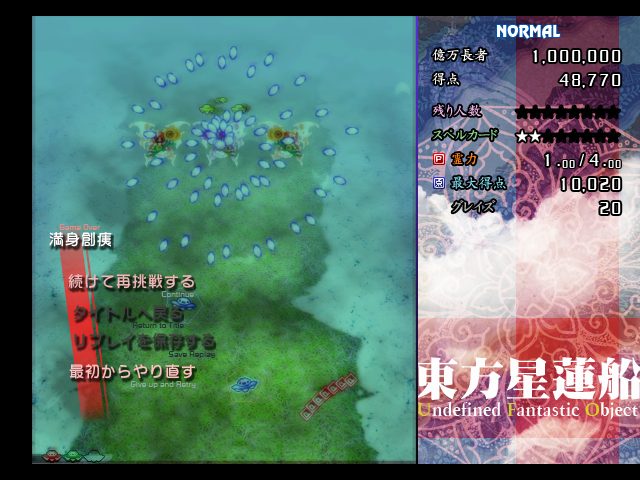 NORMAL
億万長者 1,000,000
得点 48,770
残り人数
スペルカード ★★
P 霊力 1.00/4.00
点 最大得点 10,020
グレイズ 20
Game Over
満身創痍
続けて再挑戦する
Continue
タイトルへ戻る
Return to Title
リプレイを保存する
Save Replay
最初からやり直す
Give up and Retry
東方星蓮船
Undefined Fantastic Object